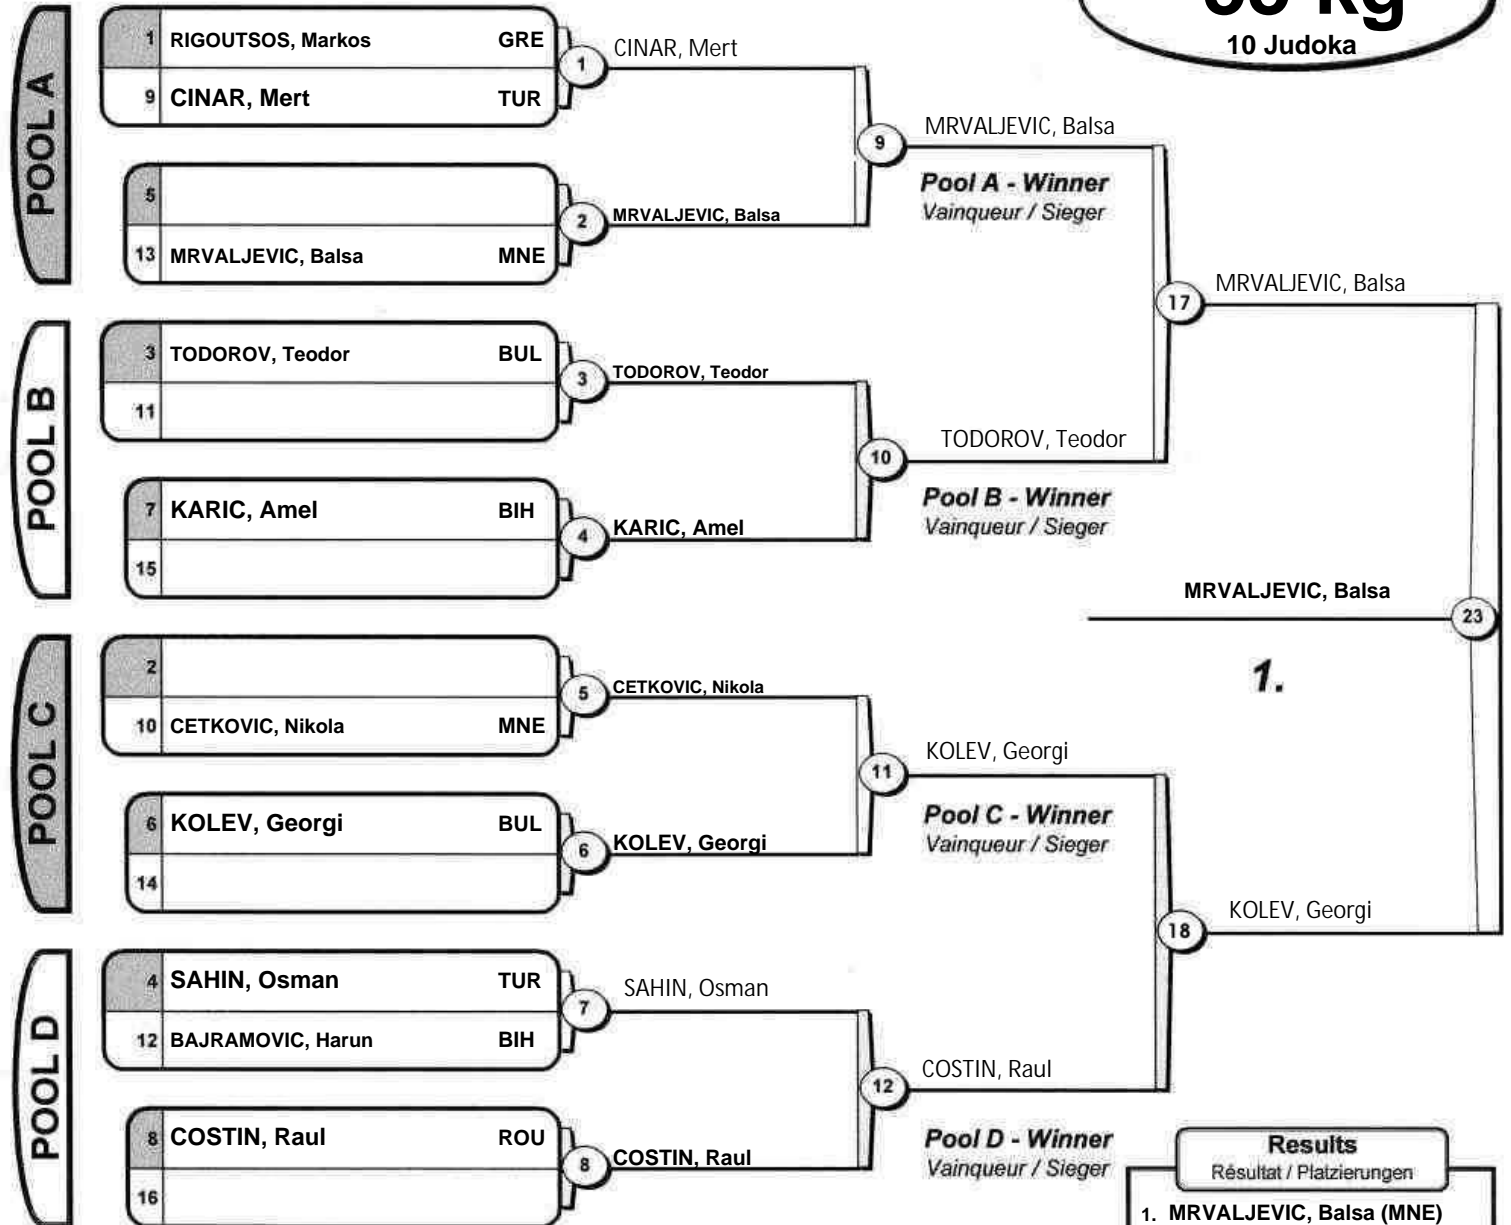 10 Judoka
POOL A
1 RIGOUTSOS, Markos GRE
9 CINAR, Mert TUR
1
CINAR, Mert
5
13 MRVALJEVIC, Balsa MNE
2
MRVALJEVIC, Balsa
9
MRVALJEVIC, Balsa
Pool A - Winner
Vainqueur / Sieger
POOL B
3 TODOROV, Teodor BUL
11
3
TODOROV, Teodor
7 KARIC, Amel BIH
15
4
KARIC, Amel
10
TODOROV, Teodor
Pool B - Winner
Vainqueur / Sieger
17
MRVALJEVIC, Balsa
MRVALJEVIC, Balsa
23
1.
POOL C
2
10 CETKOVIC, Nikola MNE
5
CETKOVIC, Nikola
6 KOLEV, Georgi BUL
14
6
KOLEV, Georgi
11
KOLEV, Georgi
Pool C - Winner
Vainqueur / Sieger
POOL D
4 SAHIN, Osman TUR
12 BAJRAMOVIC, Harun BIH
7
SAHIN, Osman
8 COSTIN, Raul ROU
16
8
COSTIN, Raul
12
COSTIN, Raul
Pool D - Winner
Vainqueur / Sieger
18
KOLEV, Georgi
Results
Résultat / Platzierungen
1. MRVALJEVIC, Balsa (MNE)